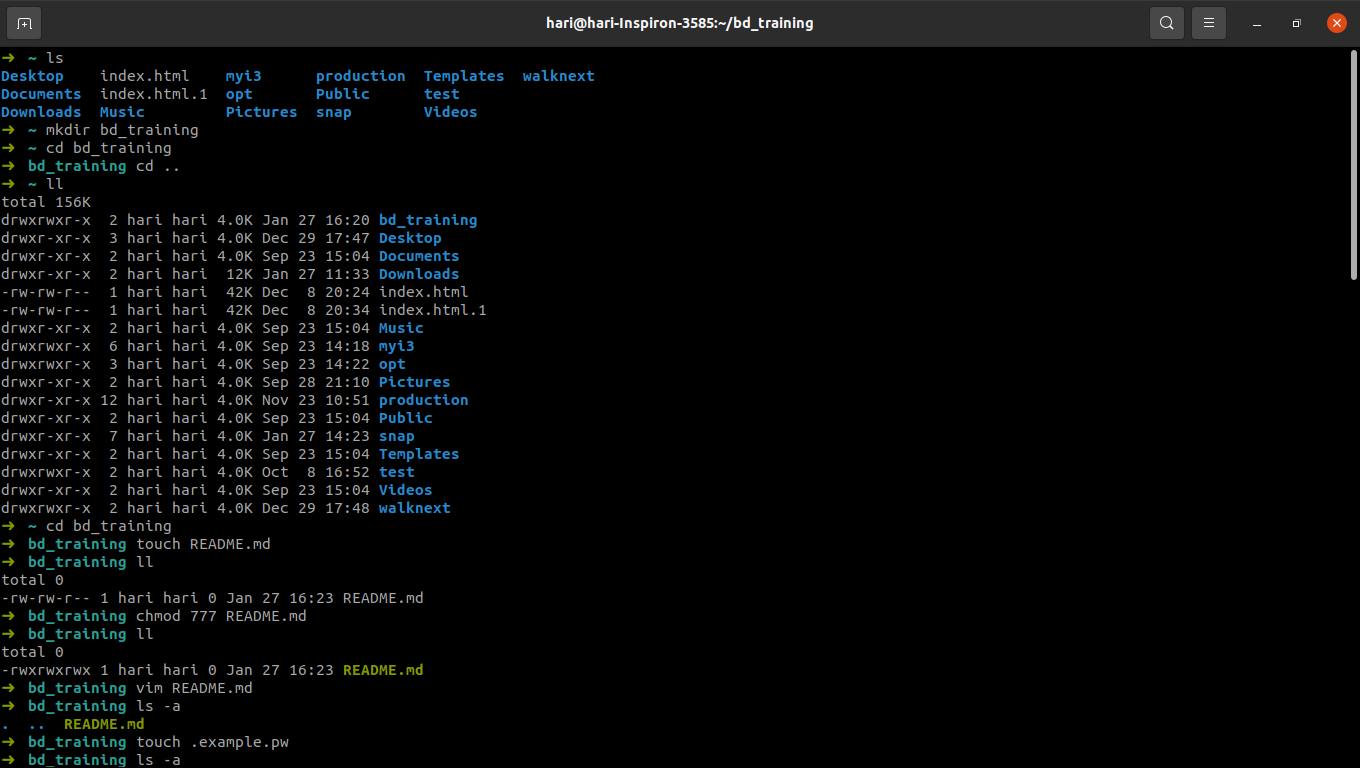 hari@hari-Inspiron-3585:~/bd_training
➜  ~ ls
Desktop    index.html    myi3      production  Templates  walknext
Documents  index.html.1  opt       Public      test
Downloads  Music         Pictures  snap        Videos
➜  ~ mkdir bd_training
➜  ~ cd bd_training
➜  bd_training cd ..
➜  ~ ll
total 156K
drwxrwxr-x  2 hari hari 4.0K Jan 27 16:20 bd_training
drwxr-xr-x  3 hari hari 4.0K Dec 29 17:47 Desktop
drwxr-xr-x  2 hari hari 4.0K Sep 23 15:04 Documents
drwxr-xr-x  2 hari hari  12K Jan 27 11:33 Downloads
-rw-rw-r--  1 hari hari  42K Dec  8 20:24 index.html
-rw-rw-r--  1 hari hari  42K Dec  8 20:34 index.html.1
drwxr-xr-x  2 hari hari 4.0K Sep 23 15:04 Music
drwxr-xr-x  6 hari hari 4.0K Sep 23 14:18 myi3
drwxrwxr-x  3 hari hari 4.0K Sep 23 14:22 opt
drwxr-xr-x  2 hari hari 4.0K Sep 28 21:10 Pictures
drwxr-xr-x 12 hari hari 4.0K Nov 23 10:51 production
drwxr-xr-x  2 hari hari 4.0K Sep 23 15:04 Public
drwxr-xr-x  7 hari hari 4.0K Jan 27 14:23 snap
drwxr-xr-x  2 hari hari 4.0K Sep 23 15:04 Templates
drwxrwxr-x  2 hari hari 4.0K Oct  8 16:52 test
drwxr-xr-x  2 hari hari 4.0K Sep 23 15:04 Videos
drwxrwxr-x  2 hari hari 4.0K Dec 29 17:48 walknext
➜  ~ cd bd_training
➜  bd_training touch README.md
➜  bd_training ll
total 0
-rw-rw-r-- 1 hari hari 0 Jan 27 16:23 README.md
➜  bd_training chmod 777 README.md
➜  bd_training ll
total 0
-rwxrwxrwx 1 hari hari 0 Jan 27 16:23 README.md
➜  bd_training vim README.md
➜  bd_training ls -a
.  ..  README.md
➜  bd_training touch .example.pw
➜  bd_training ls -a